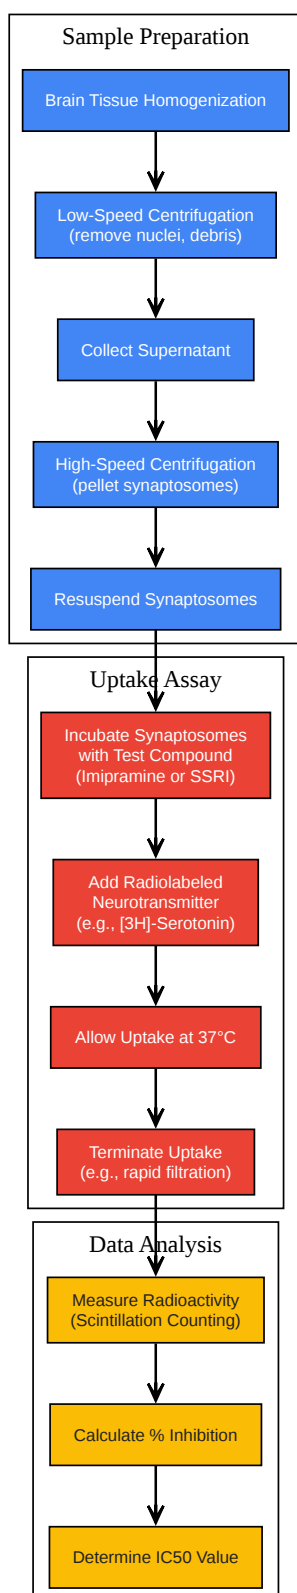 Sample Preparation
Brain Tissue Homogenization
Low-Speed Centrifugation
(remove nuclei, debris)
Collect Supernatant
High-Speed Centrifugation
(pellet synaptosomes)
Resuspend Synaptosomes
Uptake Assay
Incubate Synaptosomes
with Test Compound
(Imipramine or SSRI)
Add Radiolabeled
Neurotransmitter
(e.g., [3H]-Serotonin)
Allow Uptake at 37°C
Terminate Uptake
(e.g., rapid filtration)
Data Analysis
Measure Radioactivity
(Scintillation Counting)
Calculate % Inhibition
Determine IC50 Value